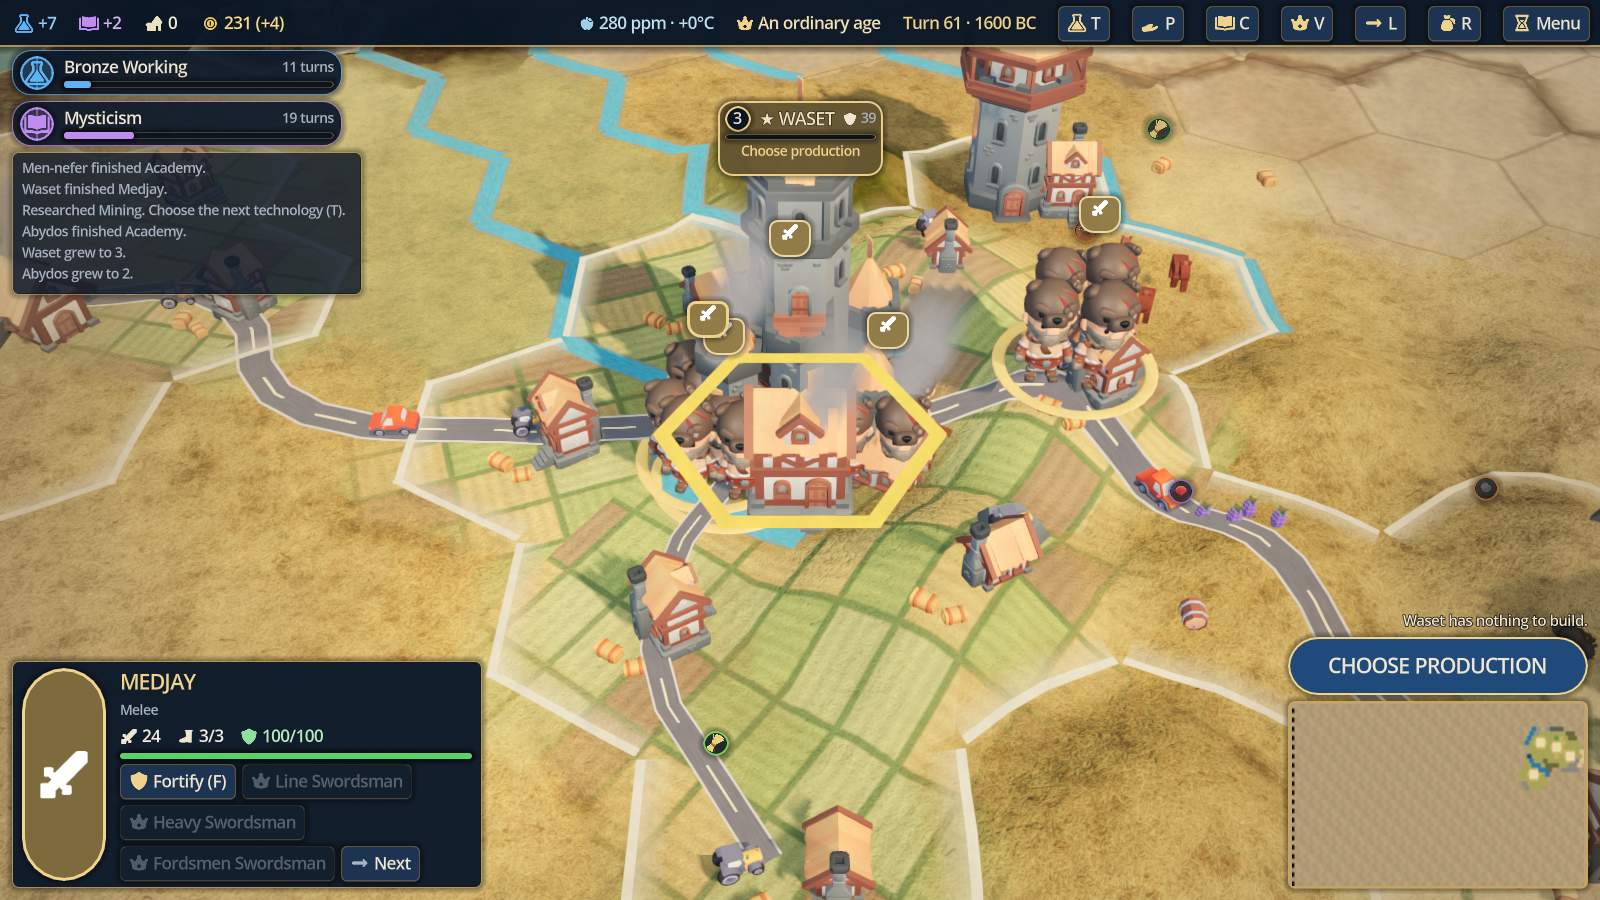 +7
+2
0
231 (+4)
280 ppm · +0°C
An ordinary age
Turn 61 · 1600 BC
T
P
C
V
L
R
Menu
Bronze Working
11 turns
Mysticism
19 turns
Men-nefer finished Academy.
Waset finished Medjay.
Researched Mining. Choose the next technology (T).
Abydos finished Academy.
Waset grew to 3.
Abydos grew to 2.
3 ★ WASET 39
Choose production
Waset has nothing to build.
CHOOSE PRODUCTION
MEDJAY
Melee
24
3/3
100/100
Fortify (F)
Line Swordsman
Heavy Swordsman
Fordsmen Swordsman
Next